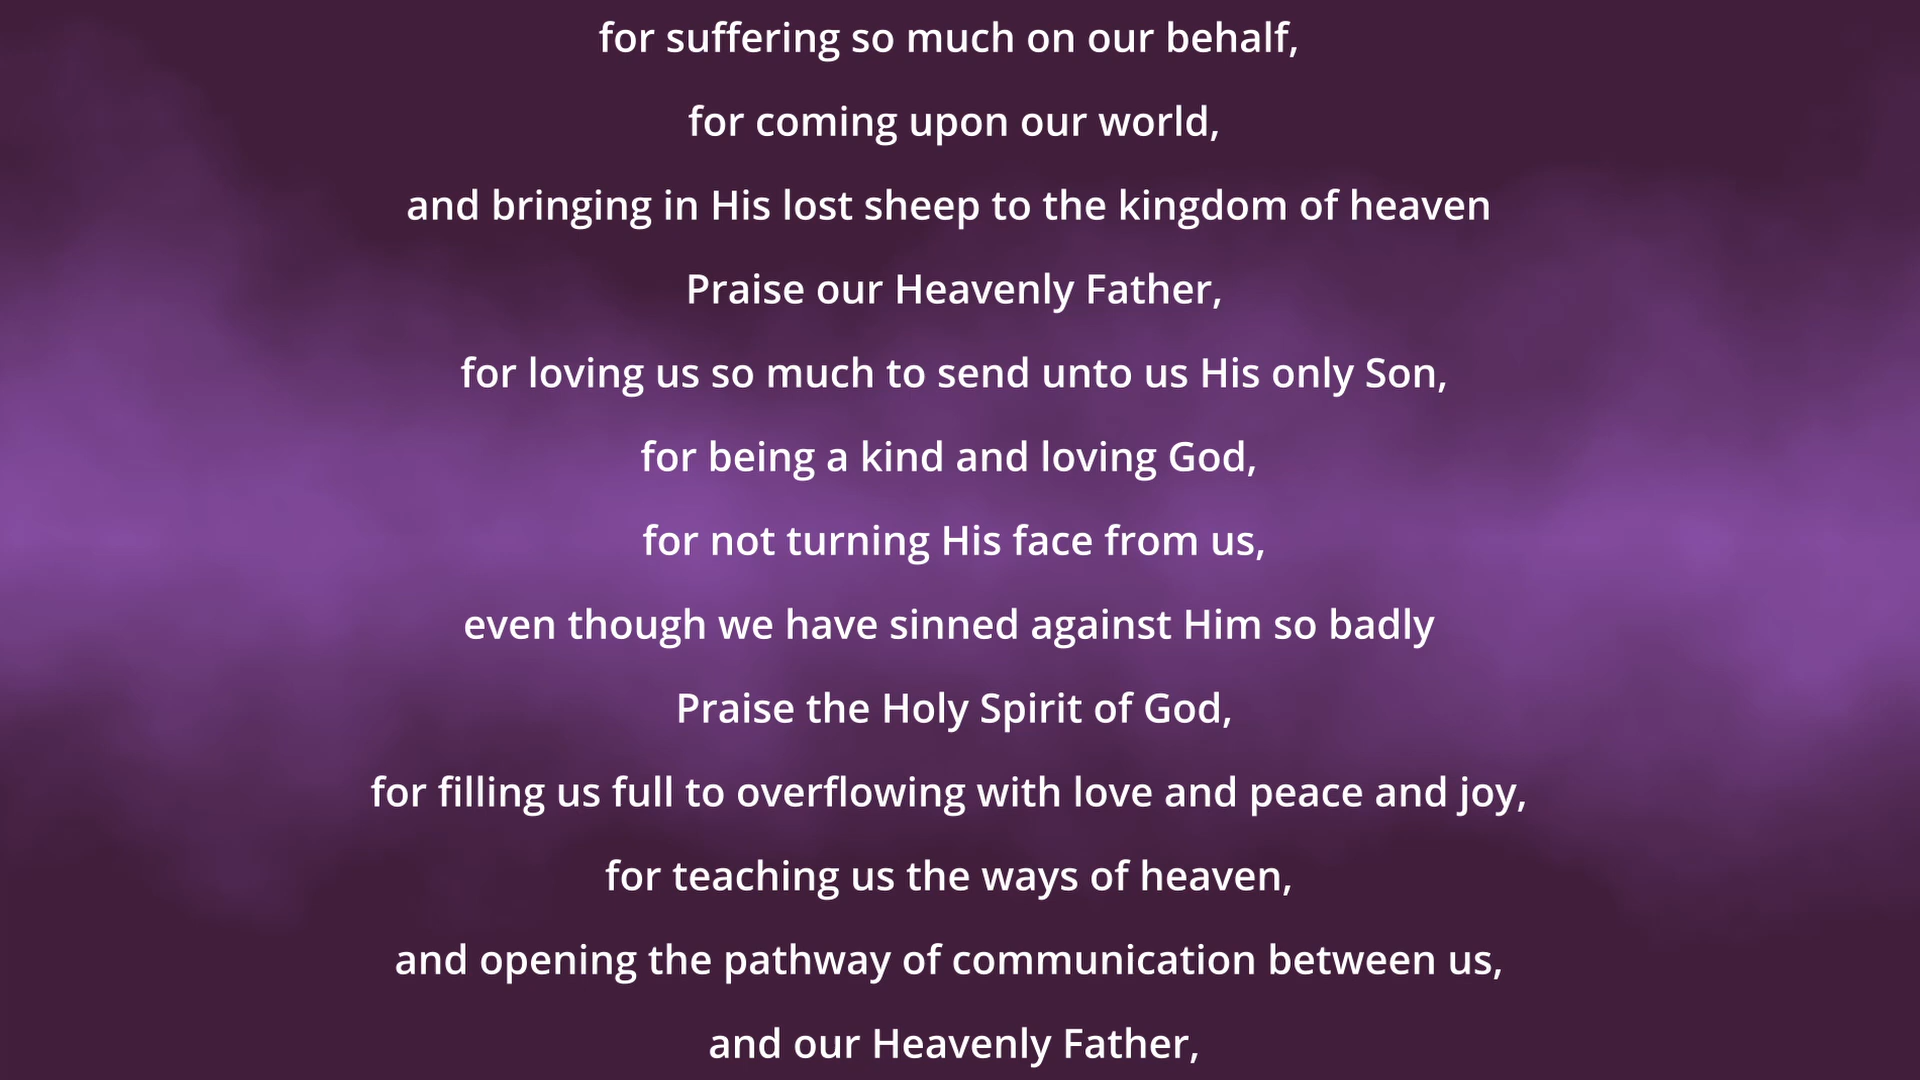 for suffering so much on our behalf,
for coming upon our world,
and bringing in His lost sheep to the kingdom of heaven
Praise our Heavenly Father,
for loving us so much to send unto us His only Son,
for being a kind and loving God,
for not turning His face from us,
even though we have sinned against Him so badly
Praise the Holy Spirit of God,
for filling us full to overflowing with love and peace and joy,
for teaching us the ways of heaven,
and opening the pathway of communication between us,
and our Heavenly Father,